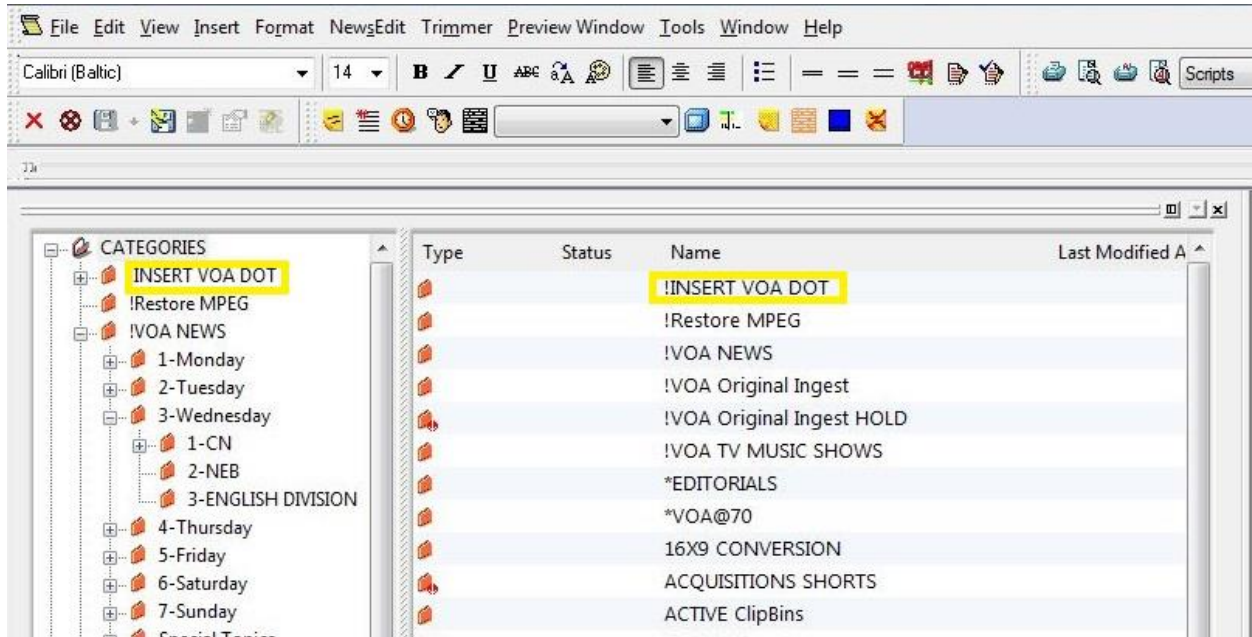 File Edit View Insert Format NewsEdit Trimmer Preview Window Tools Window Help
Calibri (Baltic) 14 B I U ABC Scripts
CATEGORIES
INSERT VOA DOT
!Restore MPEG
!VOA NEWS
1-Monday
2-Tuesday
3-Wednesday
1-CN
2-NEB
3-ENGLISH DIVISION
4-Thursday
5-Friday
6-Saturday
7-Sunday
Special Topics
Type Status Name Last Modified A
!INSERT VOA DOT
!Restore MPEG
!VOA NEWS
!VOA Original Ingest
!VOA Original Ingest HOLD
!VOA TV MUSIC SHOWS
*EDITORIALS
*VOA@70
16X9 CONVERSION
ACQUISITIONS SHORTS
ACTIVE ClipBins